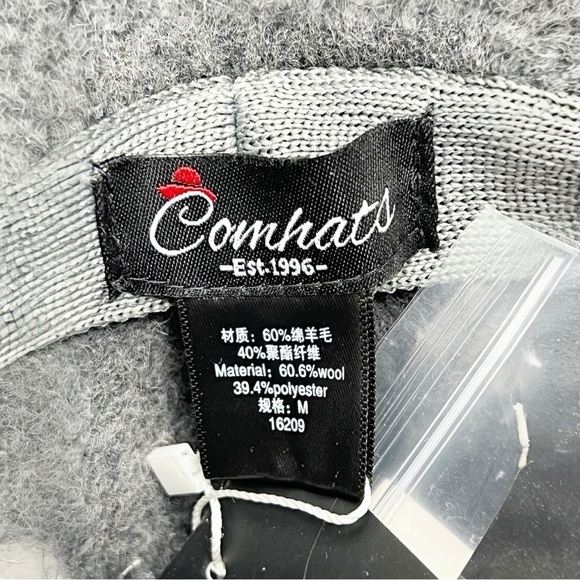 Comhats
-Est.1996-
材质：60%绵羊毛
40%聚酯纤维
Material: 60.6%wool
39.4%polyester
规格：M
16209